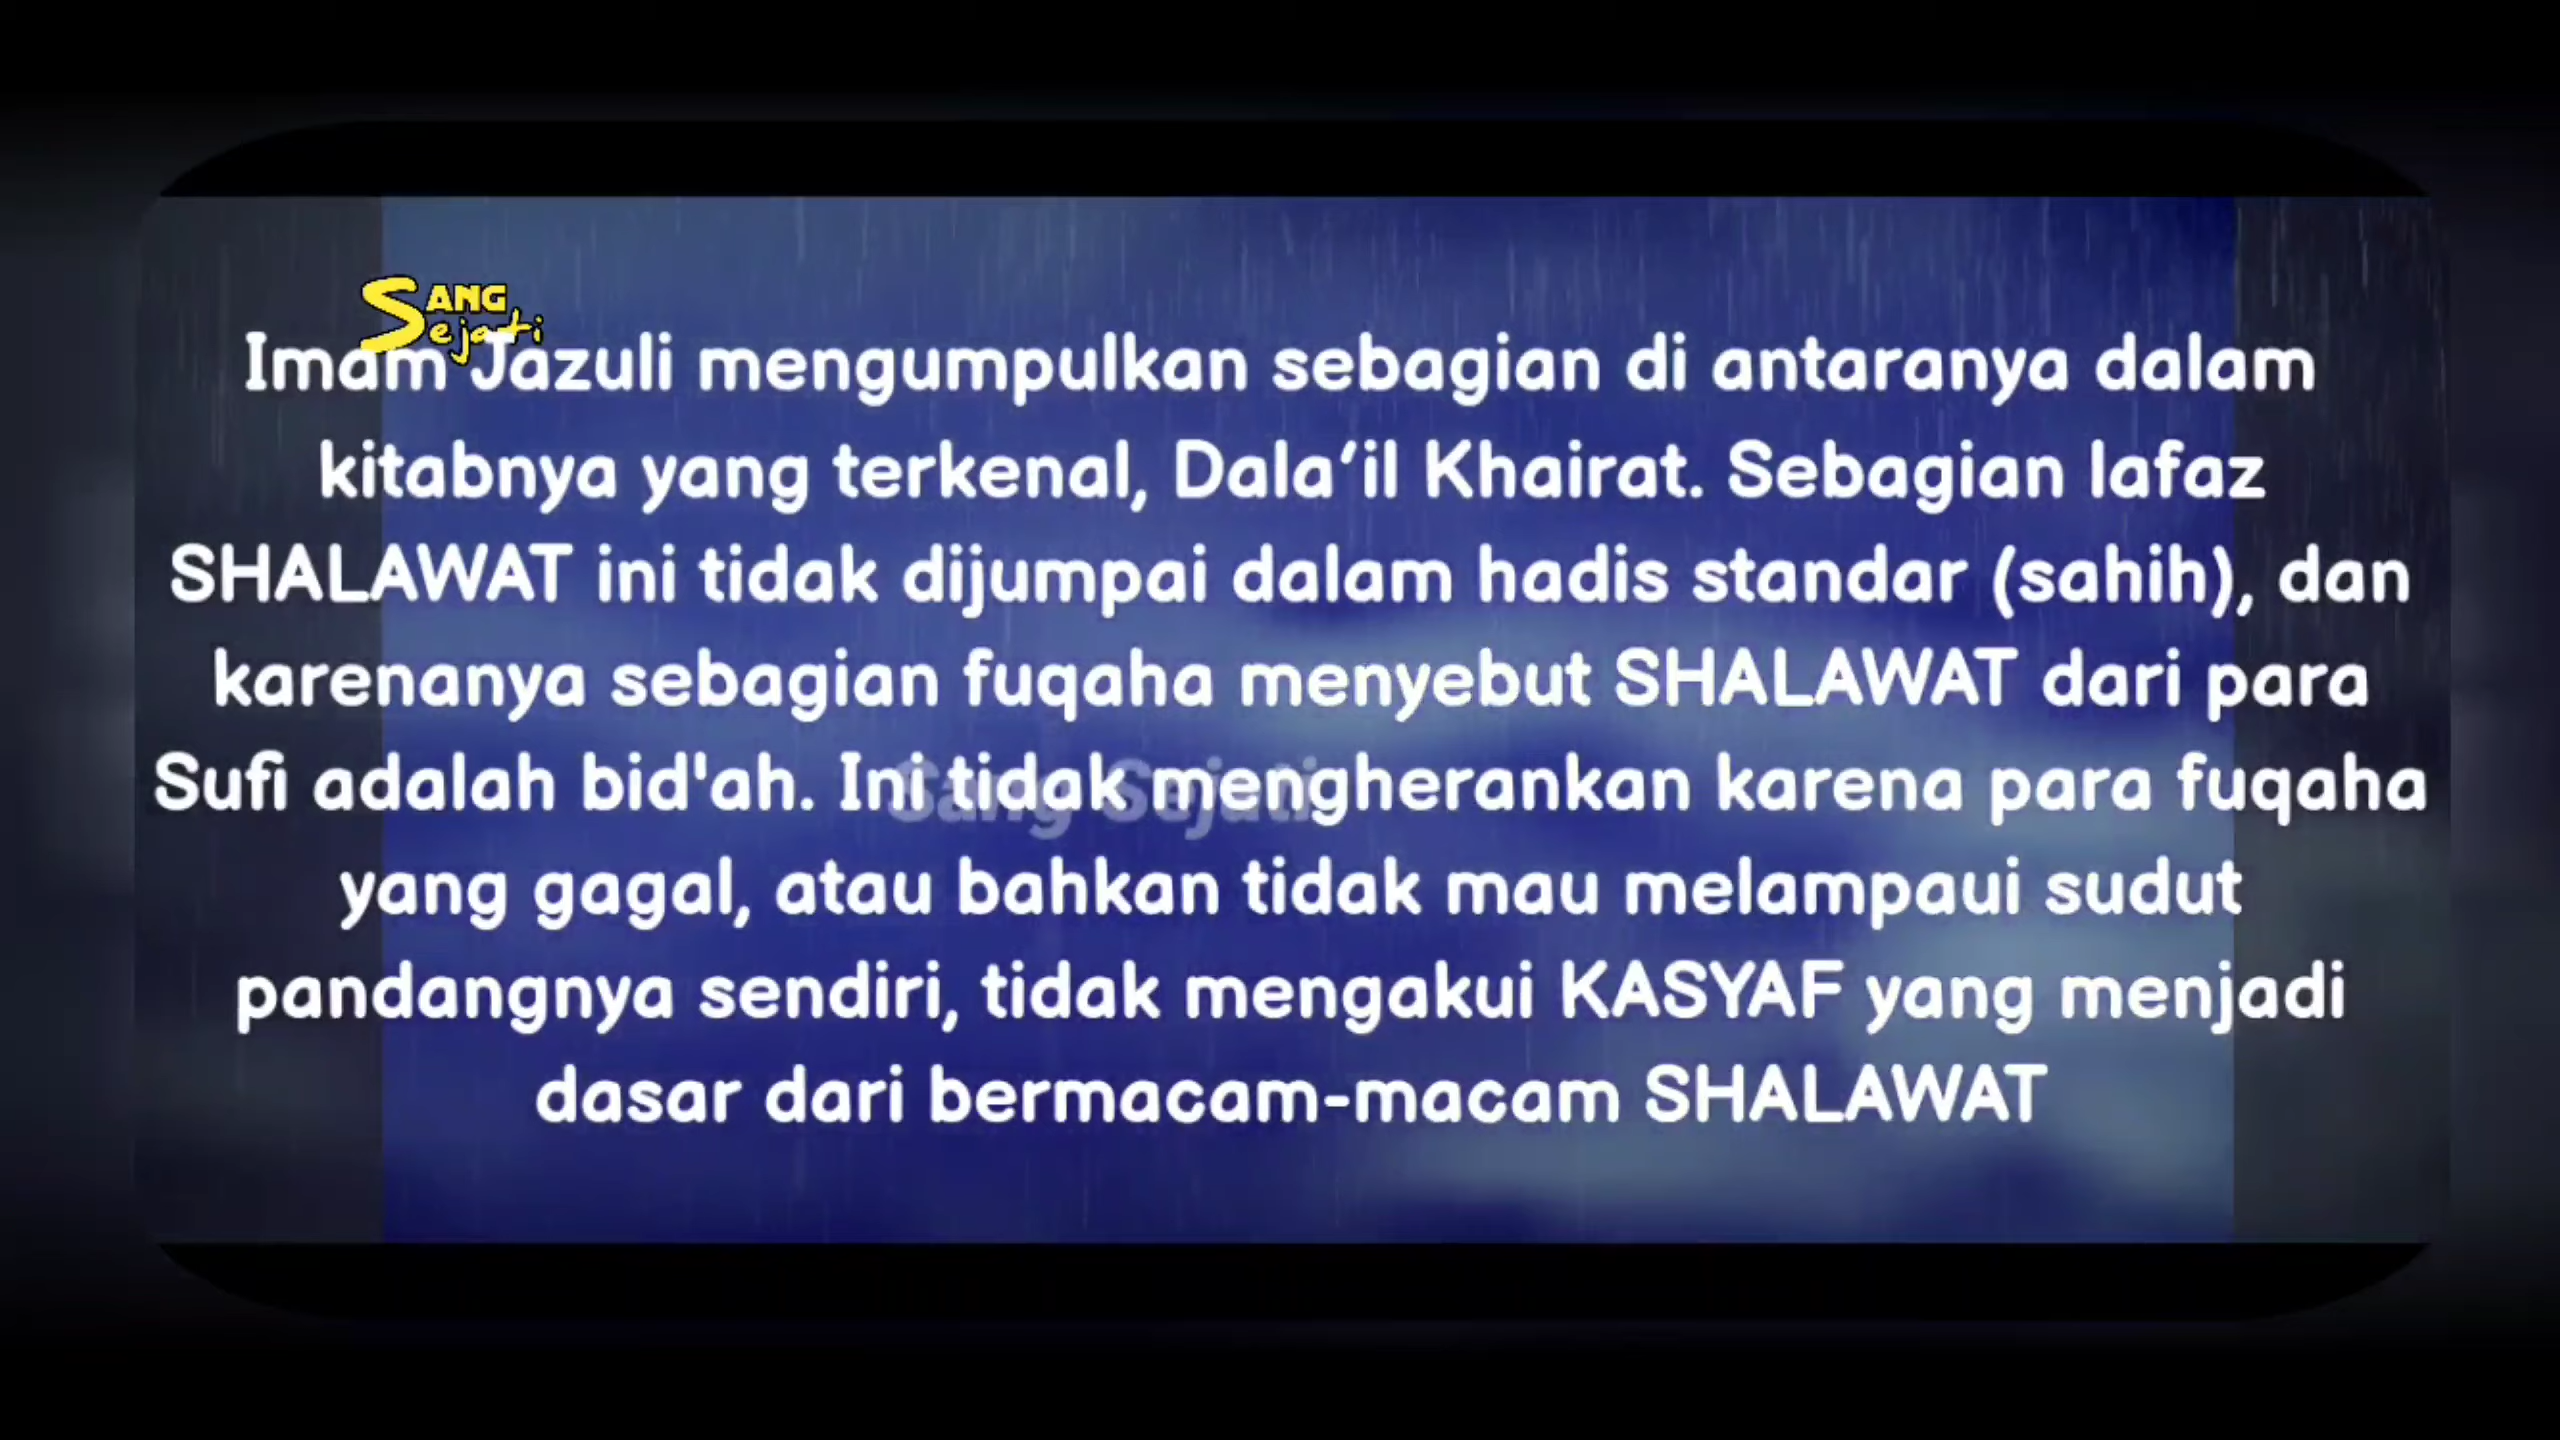 SANG
Sejati
Imam Jazuli mengumpulkan sebagian di antaranya dalam
kitabnya yang terkenal, Dala‘il Khairat. Sebagian lafaz
SHALAWAT ini tidak dijumpai dalam hadis standar (sahih), dan
karenanya sebagian fuqaha menyebut SHALAWAT dari para
Sufi adalah bid'ah. Ini tidak mengherankan karena para fuqaha
Sang Sejati
yang gagal, atau bahkan tidak mau melampaui sudut
pandangnya sendiri, tidak mengakui KASYAF yang menjadi
dasar dari bermacam-macam SHALAWAT